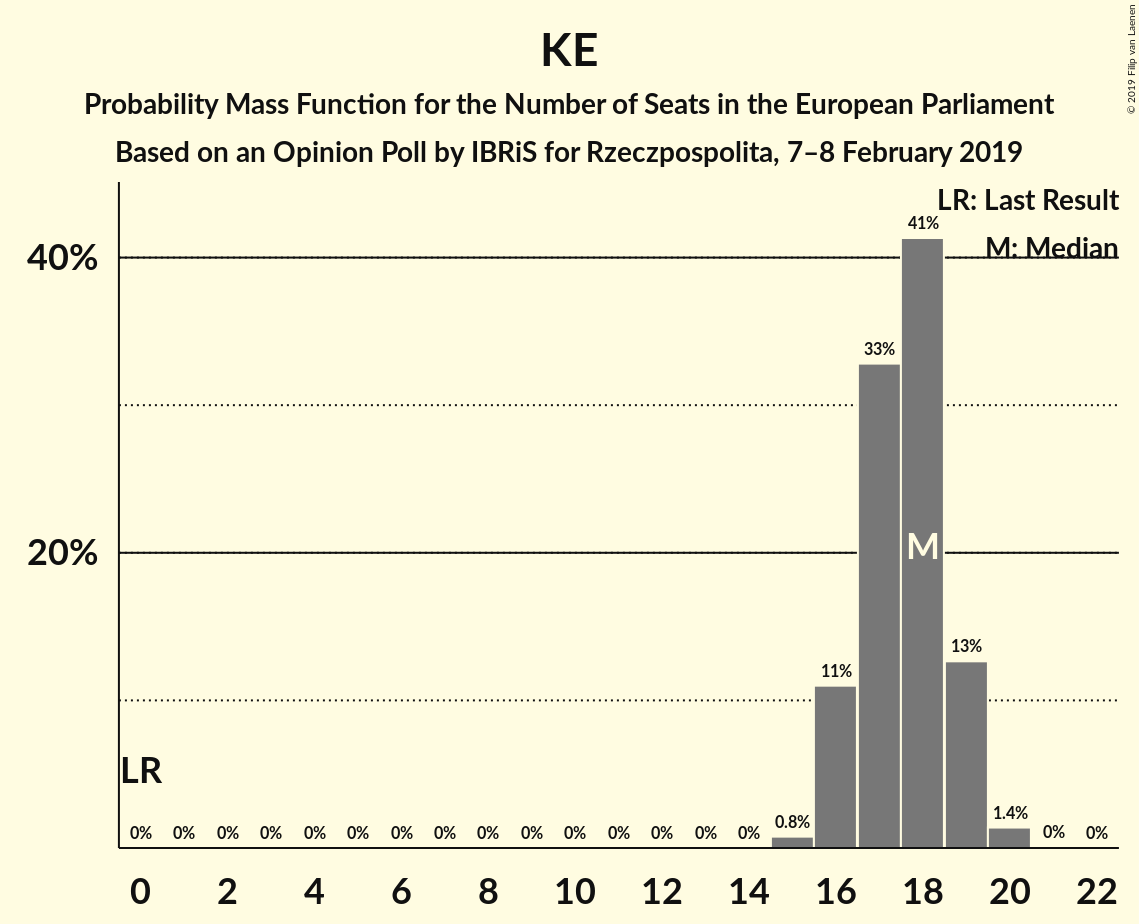 KE
Probability Mass Function for the Number of Seats in the European Parliament
Based on an Opinion Poll by IBRiS for Rzeczpospolita, 7–8 February 2019
© 2019 Filip van Laenen
LR: Last Result
M: Median
40%
20%
LR
M
0% 0% 0% 0% 0% 0% 0% 0% 0% 0% 0% 0% 0% 0% 0% 0.8% 11% 33% 41% 13% 1.4% 0% 0%
0 2 4 6 8 10 12 14 16 18 20 22